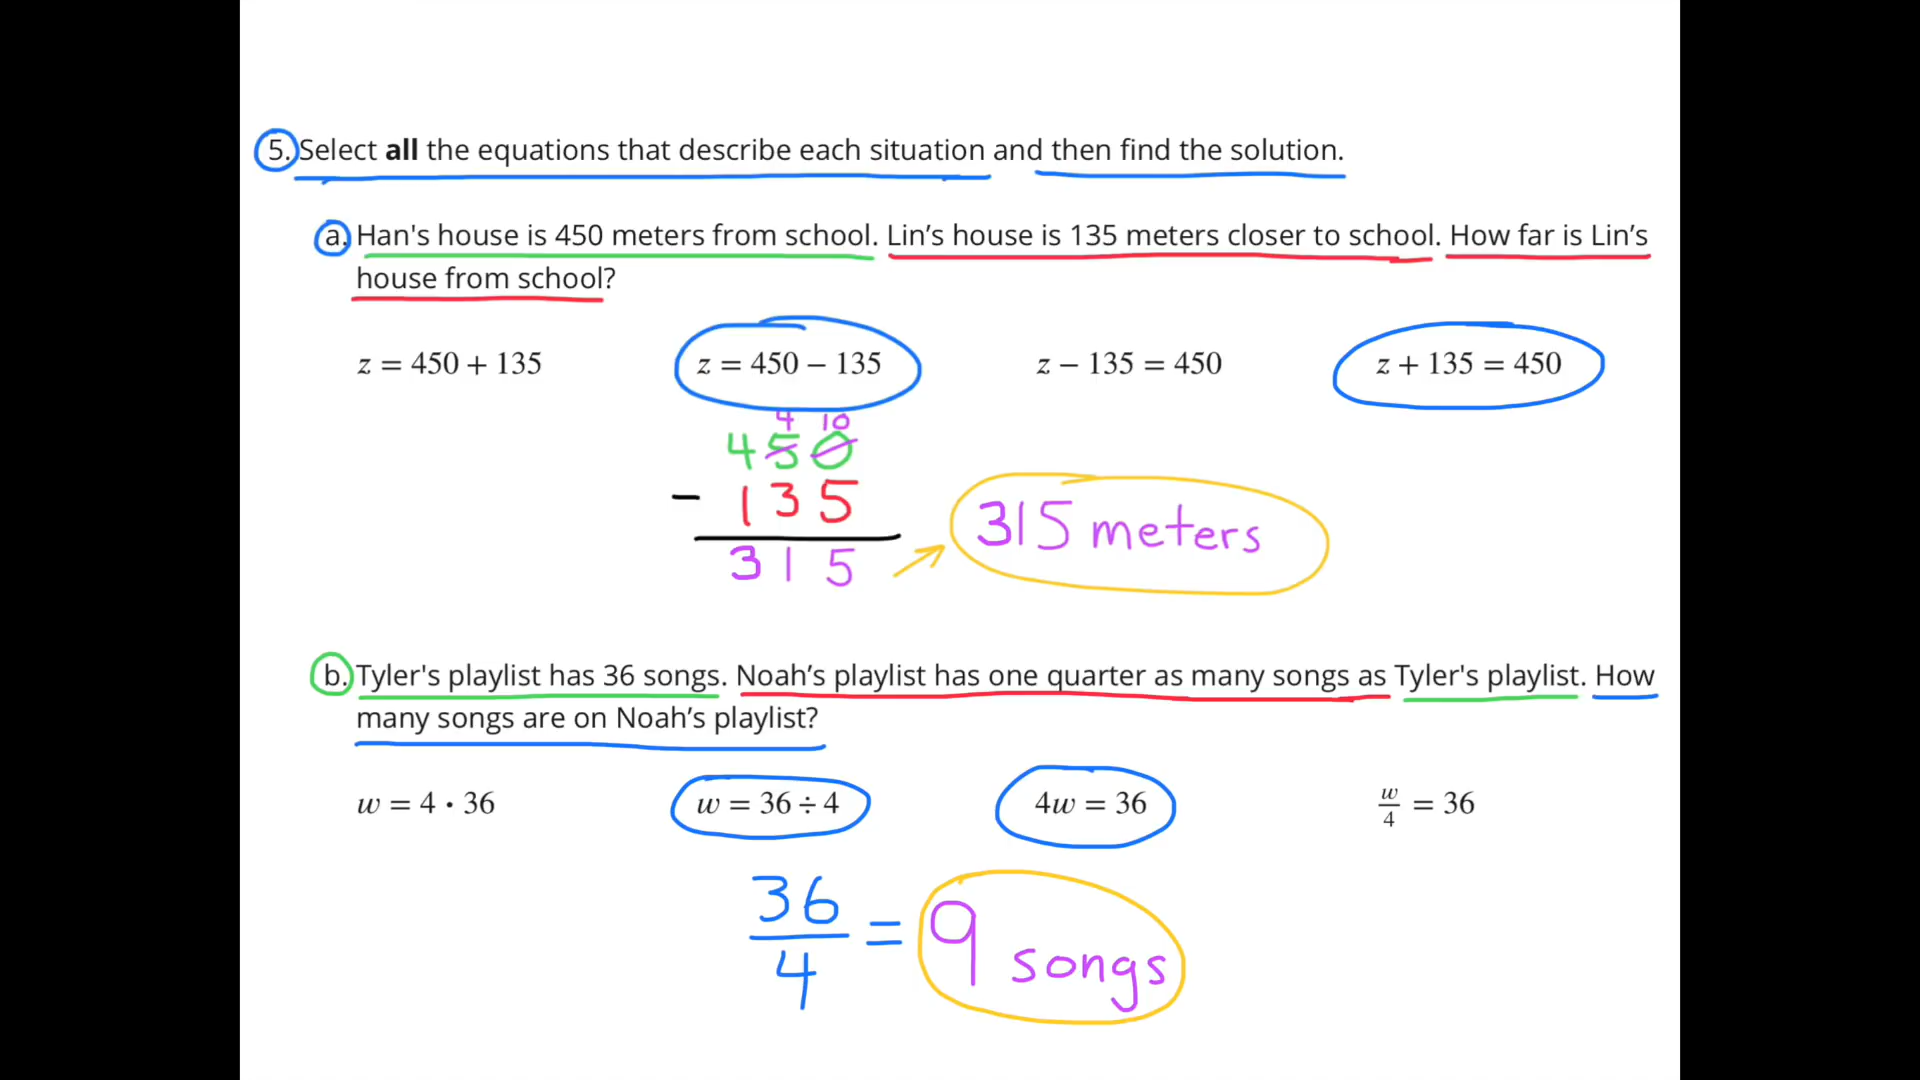 5. Select all the equations that describe each situation and then find the solution.
a. Han's house is 450 meters from school. Lin’s house is 135 meters closer to school. How far is Lin’s
house from school?
z = 450 + 135 z = 450 – 135 z − 135 = 450 z + 135 = 450
4 10
450
− 135
315 315 meters
b. Tyler's playlist has 36 songs. Noah’s playlist has one quarter as many songs as Tyler's playlist. How
many songs are on Noah’s playlist?
w = 4 · 36 w = 36 ÷ 4 4w = 36 w/4 = 36
36/4 = 9 songs